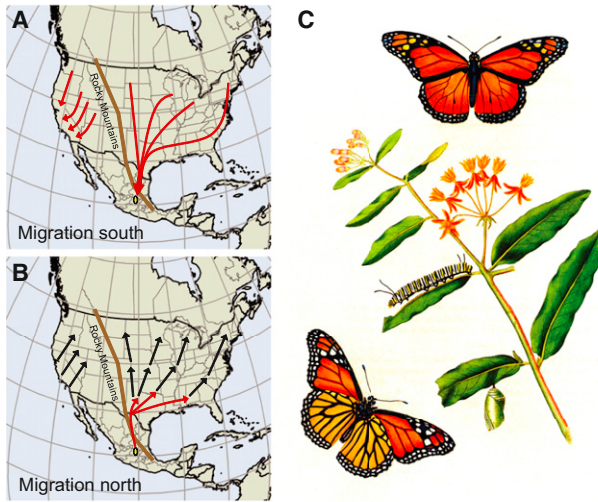 A
Rocky Mountains
Migration south
B
Rocky Mountains
Migration north
C